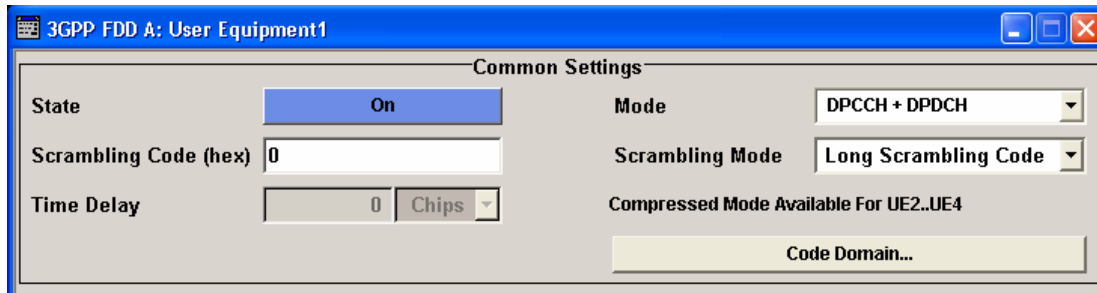 3GPP FDD A: User Equipment1
Common Settings
State On Mode DPCCH + DPDCH
Scrambling Code (hex) 0 Scrambling Mode Long Scrambling Code
Time Delay 0 Chips Compressed Mode Available For UE2..UE4
Code Domain...